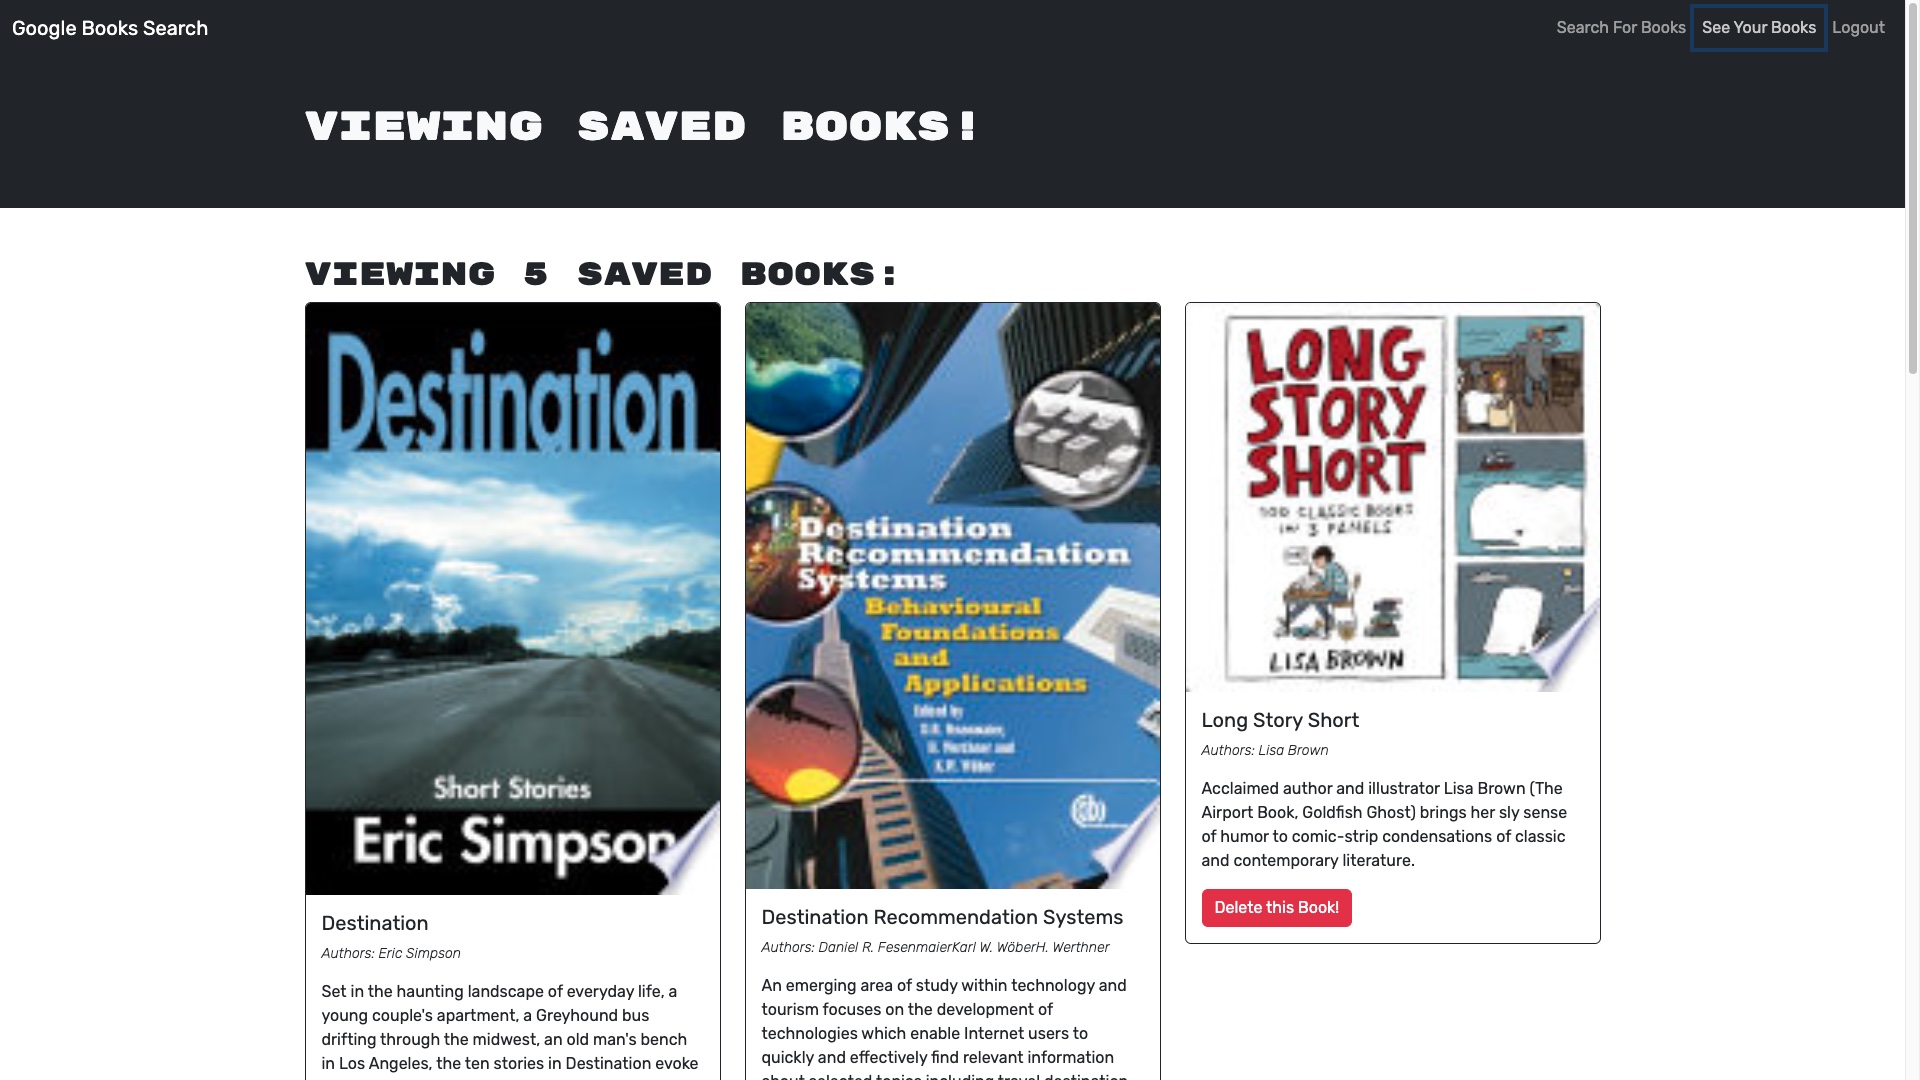 Google Books Search
Search For Books
See Your Books
Logout
VIEWING SAVED BOOKS!
VIEWING 5 SAVED BOOKS:
Destination
Short Stories
Eric Simpson
Destination
Authors: Eric Simpson
Set in the haunting landscape of everyday life, a
young couple's apartment, a Greyhound bus
drifting through the midwest, an old man's bench
in Los Angeles, the ten stories in Destination evoke
Destination
Recommendation
Systems
Behavioural
Foundations
and
Applications
Edited by
D.R. Fesenmaier,
H. Werthner and
K.W. Wöber
Destination Recommendation Systems
Authors: Daniel R. FesenmaierKarl W. WöberH. Werthner
An emerging area of study within technology and
tourism focuses on the development of
technologies which enable Internet users to
quickly and effectively find relevant information
about selected topics including travel destination
LONG
STORY
SHORT
100 CLASSIC BOOKS
IN 3 PANELS
LISA BROWN
Long Story Short
Authors: Lisa Brown
Acclaimed author and illustrator Lisa Brown (The
Airport Book, Goldfish Ghost) brings her sly sense
of humor to comic-strip condensations of classic
and contemporary literature.
Delete this Book!